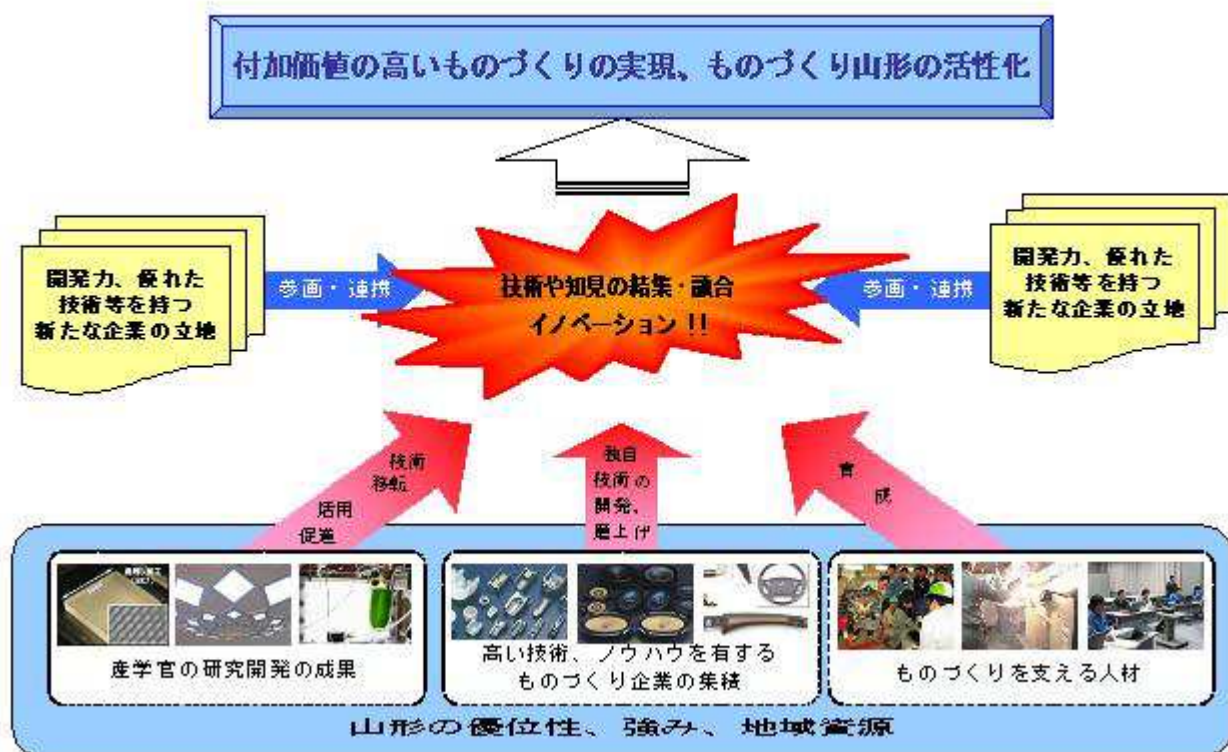 付加価値の高いものづくりの実現、ものづくり山形の活性化
開発力、優れた
技術等を持つ
新たな企業の立地
参画・連携
技術や知見の結集・融合
イノベーション!!
参画・連携
開発力、優れた
技術等を持つ
新たな企業の立地
技術
移転
活用
促進
独自
技術の
開発、
磨上げ
育
成
産学官の研究開発の成果
高い技術、ノウハウを有する
ものづくり企業の集積
ものづくりを支える人材
山形の優位性、強み、地域資源